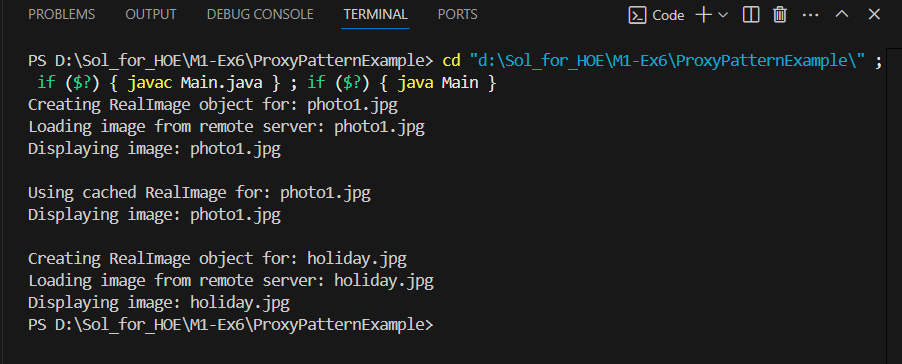 PROBLEMS OUTPUT DEBUG CONSOLE TERMINAL PORTS Code
PS D:\Sol_for_HOE\M1-Ex6\ProxyPatternExample> cd "d:\Sol_for_HOE\M1-Ex6\ProxyPatternExample\" ;
if ($?) { javac Main.java } ; if ($?) { java Main }
Creating RealImage object for: photo1.jpg
Loading image from remote server: photo1.jpg
Displaying image: photo1.jpg
Using cached RealImage for: photo1.jpg
Displaying image: photo1.jpg
Creating RealImage object for: holiday.jpg
Loading image from remote server: holiday.jpg
Displaying image: holiday.jpg
PS D:\Sol_for_HOE\M1-Ex6\ProxyPatternExample>